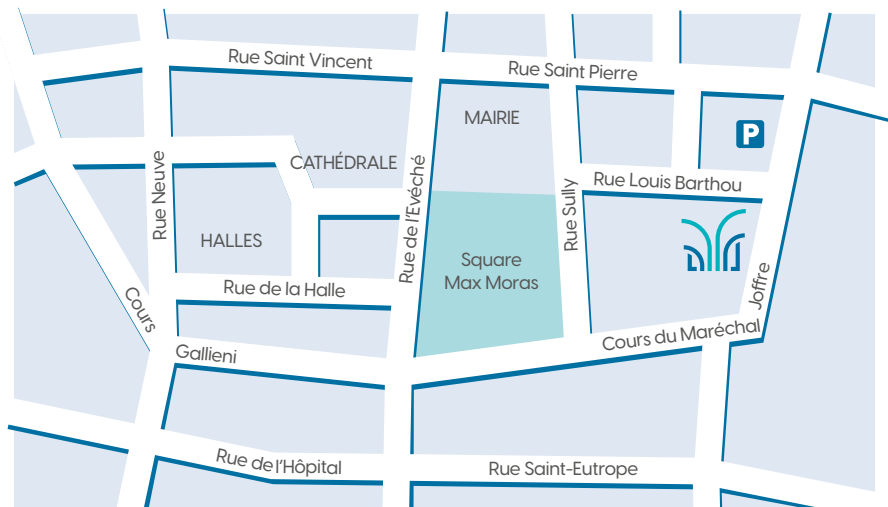 Rue Saint Vincent
Rue Saint Pierre
MAIRIE
P
CATHÉDRALE
Rue Neuve
Rue de l'Evéché
Rue Sully
Rue Louis Barthou
HALLES
Square
Max Moras
Rue de la Halle
Cours
Gallieni
Cours du Maréchal
Joffre
Rue de l'Hôpital
Rue Saint-Eutrope